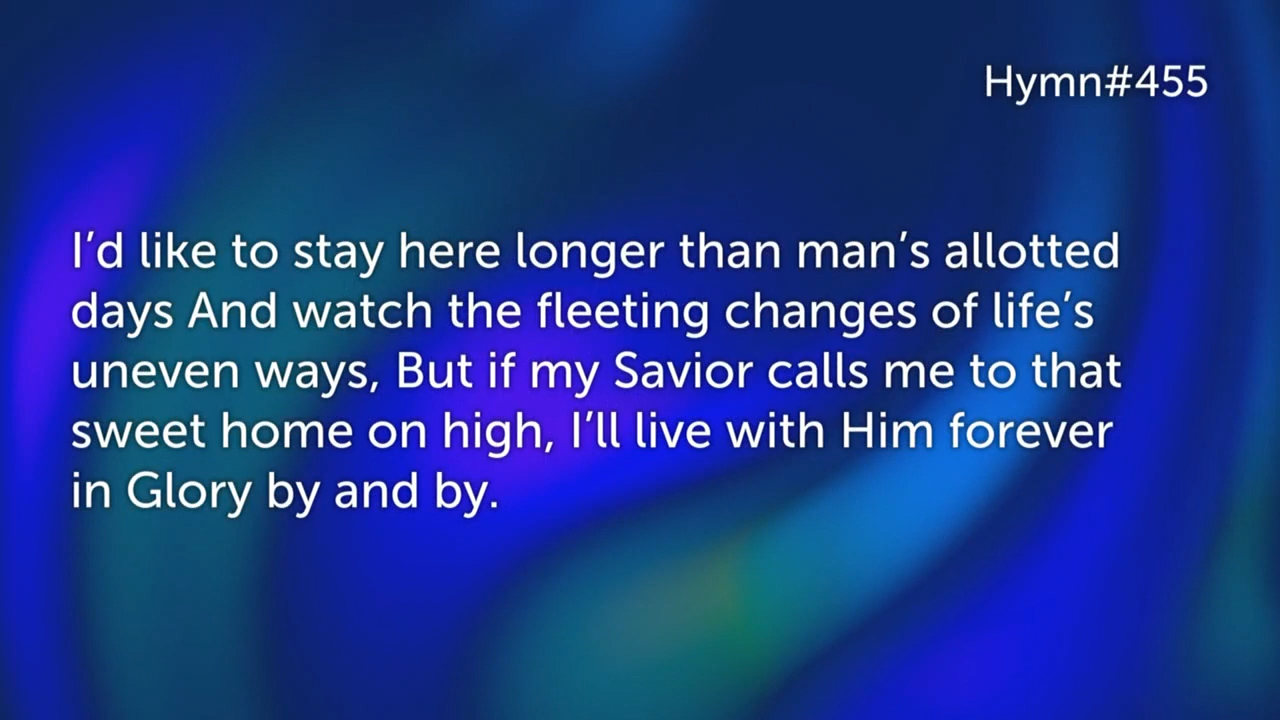 Hymn#455
I’d like to stay here longer than man’s allotted
days And watch the fleeting changes of life’s
uneven ways, But if my Savior calls me to that
sweet home on high, I’ll live with Him forever
in Glory by and by.